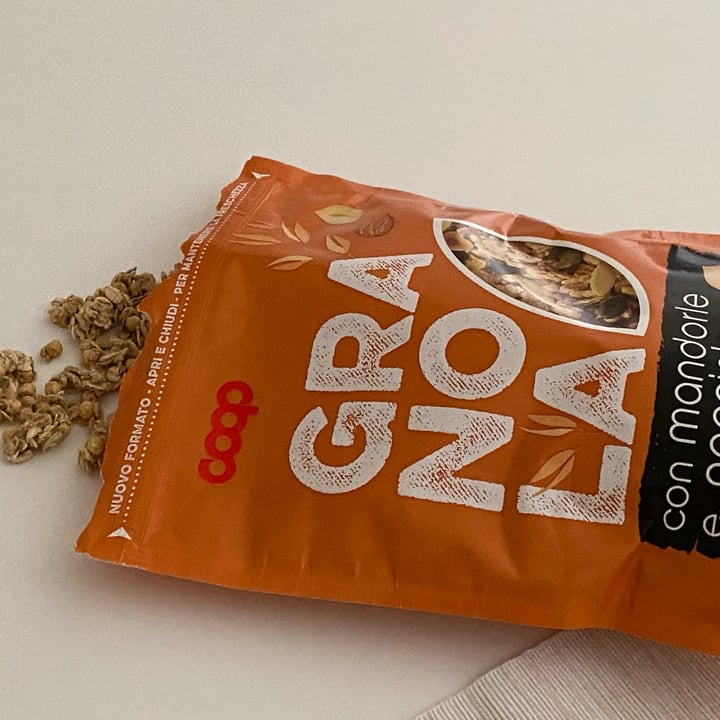 NUOVO FORMATO - APRI E CHIUDI - PER MANTENERE LA FRESCHEZZA
coop
GRA
NO
LA
con mandorle
e